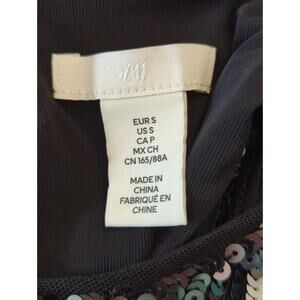 H&M
EUR S
US S
CA P
MX CH
CN 165/88A
MADE IN
CHINA
FABRIQUÉ EN
CHINE